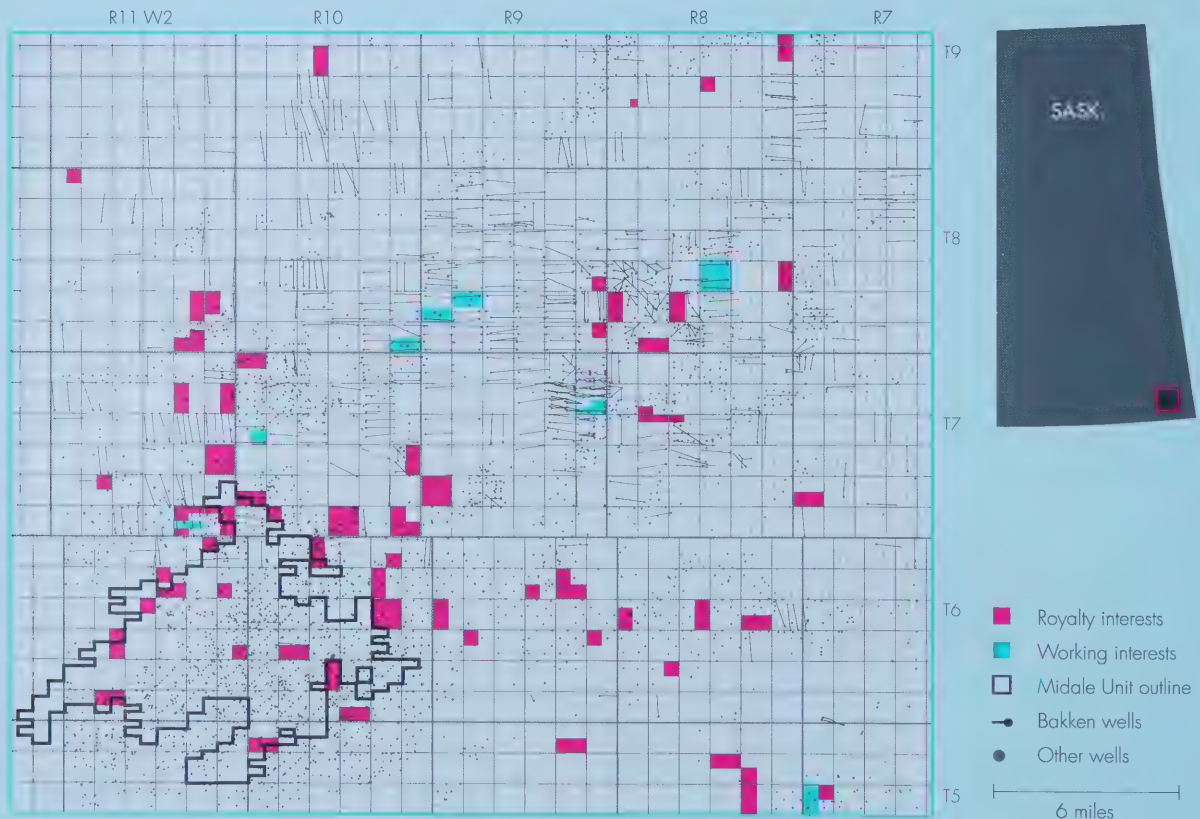 R11 W2 R10 R9 R8 R7
T9
SASK.
T8
T7
T6
T5
Royalty interests
Working interests
Midale Unit outline
Bakken wells
Other wells
6 miles